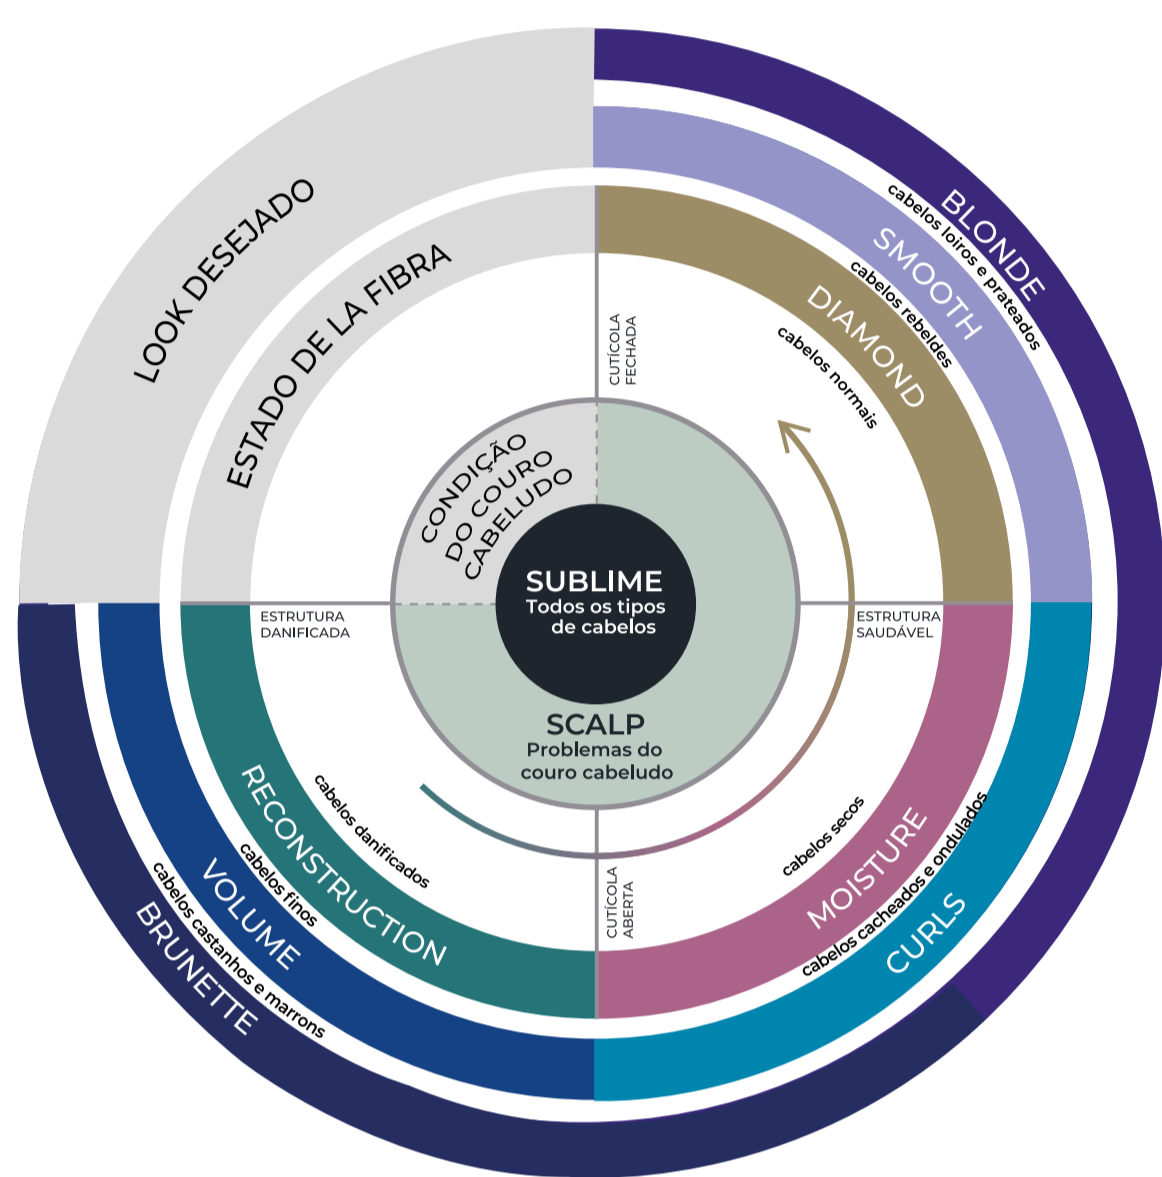 LOOK DESEJADO
ESTADO DE LA FIBRA
CONDIÇÃO
DO COURO
CABELUDO
BLONDE
cabelos loiros e prateados
SMOOTH
cabelos rebeldes
DIAMOND
cabelos normais
CUTÍCOLA
FECHADA
SUBLIME
Todos os tipos
de cabelos
ESTRUTURA
DANIFICADA
ESTRUTURA
SAUDÁVEL
SCALP
Problemas do
couro cabeludo
CUTÍCOLA
ABERTA
cabelos danificados
RECONSTRUCTION
cabelos finos
VOLUME
cabelos castanhos e marrons
BRUNETTE
cabelos secos
MOISTURE
cabelos cacheados e ondulados
CURLS